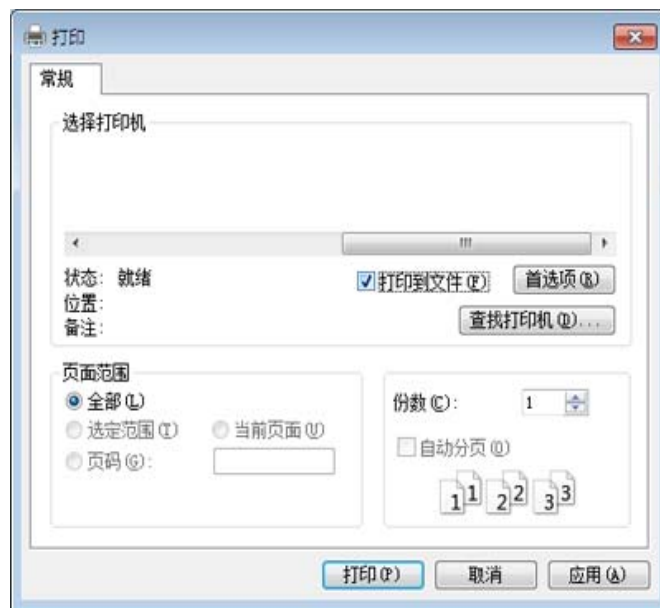 打印
常规
选择打印机
状态: 就绪
打印到文件(F)
首选项(R)
位置:
备注:
查找打印机(D)...
页面范围
全部(L)
选定范围(T) 当前页面(U)
页码(G):
份数(C): 1
自动分页(O)
1 1 2 2 3 3
打印(P) 取消 应用(A)